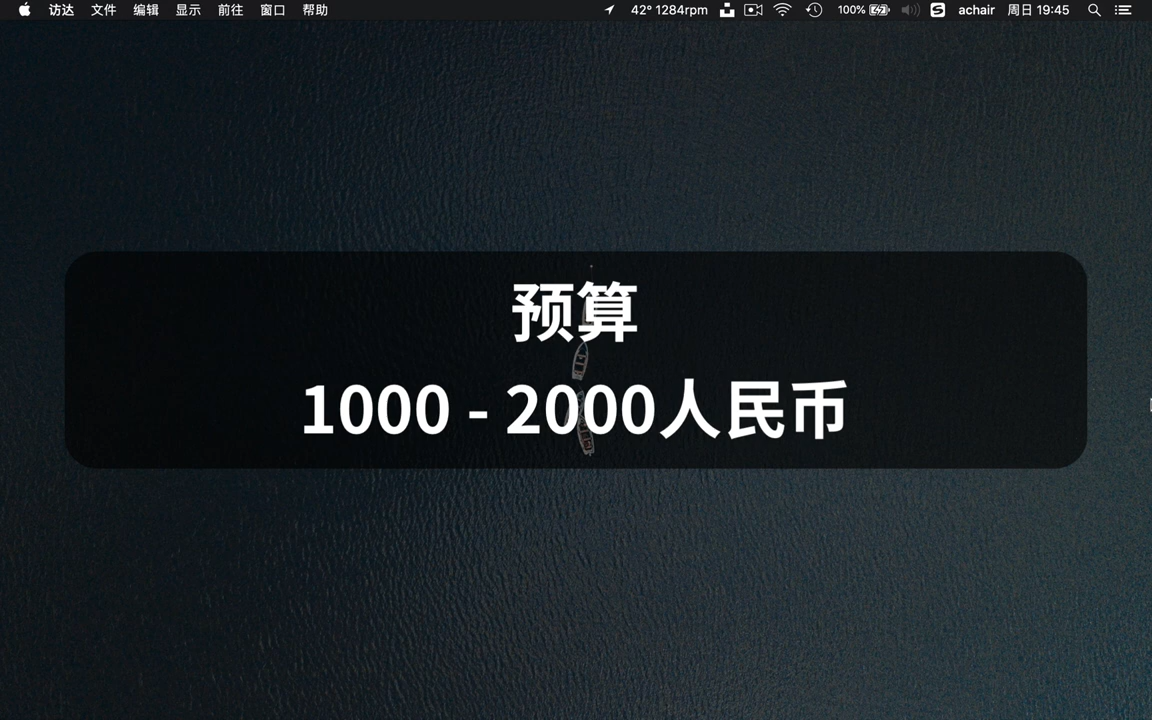 访达 文件 编辑 显示 前往 窗口 帮助 42° 1284rpm 100% achair 周日 19:45
预算
1000 - 2000人民币